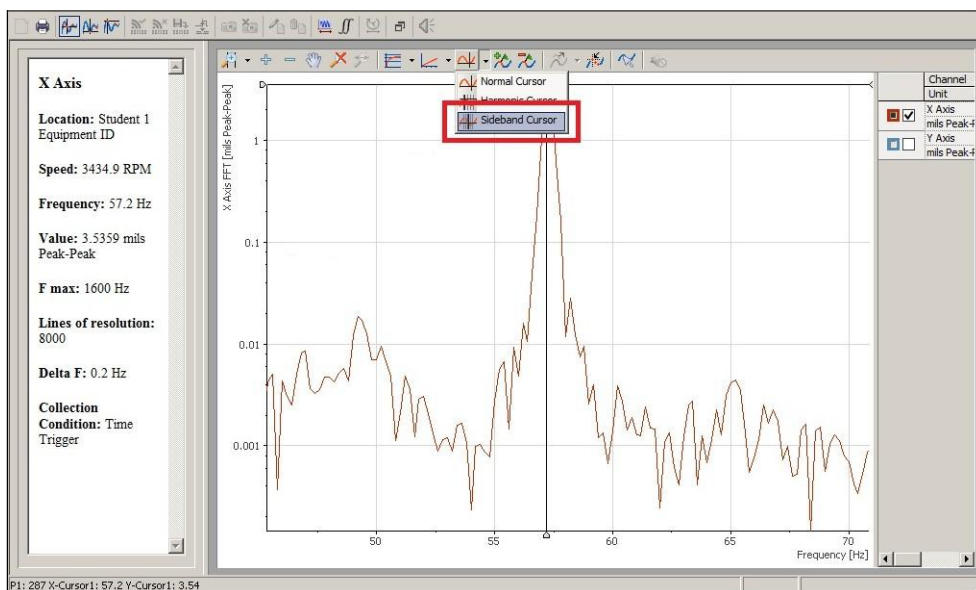 X Axis
Location: Student 1
Equipment ID
Speed: 3434.9 RPM
Frequency: 57.2 Hz
Value: 3.5359 mils
Peak-Peak
F max: 1600 Hz
Lines of resolution:
8000
Delta F: 0.2 Hz
Collection
Condition: Time
Trigger
Normal Cursor
Harmonic Cursor
Sideband Cursor
D
X Axis FFT [mils Peak-Peak]
1
0.1
0.01
0.001
50
55
60
65
70
Frequency [Hz]
Channel
Unit
X Axis
mils Peak-F
Y Axis
mils Peak-F
P1: 287 X-Cursor1: 57.2 Y-Cursor1: 3.54